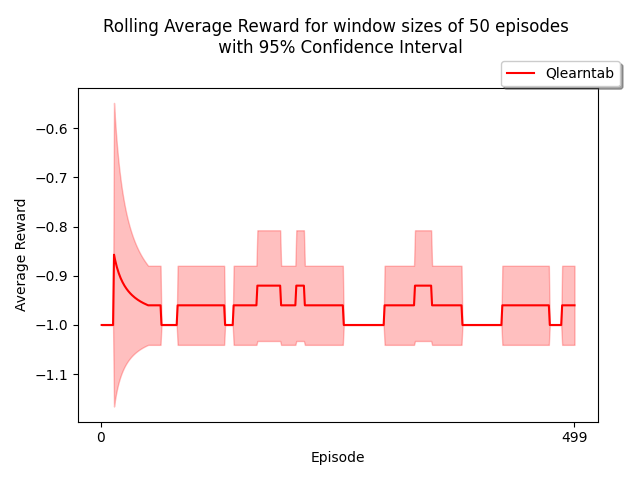 Rolling Average Reward for window sizes of 50 episodes
with 95% Confidence Interval
Qlearntab
−0.6
−0.7
−0.8
−0.9
−1.0
−1.1
Average Reward
0
499
Episode